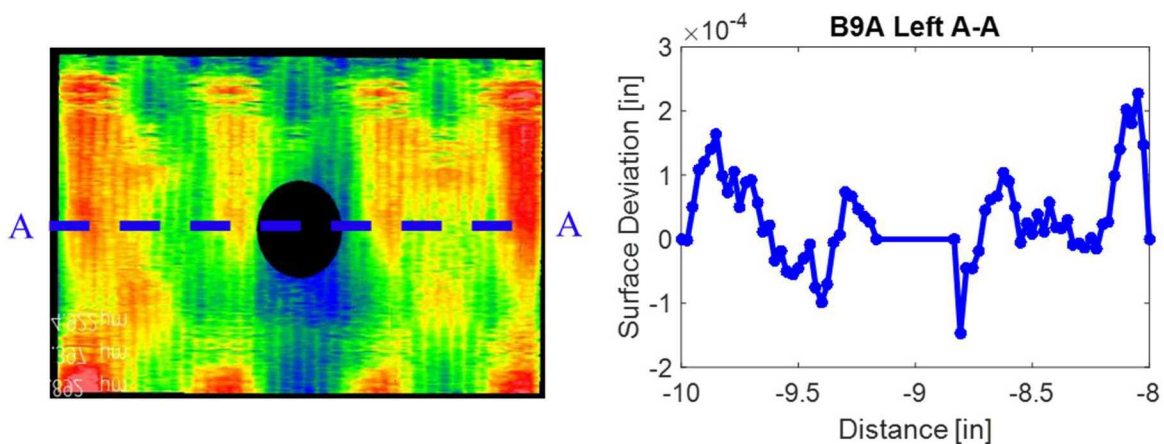 A
A
B9A Left A-A
×10⁻⁴
3
2
1
0
-1
-2
Surface Deviation [in]
-10
-9.5
-9
-8.5
-8
Distance [in]